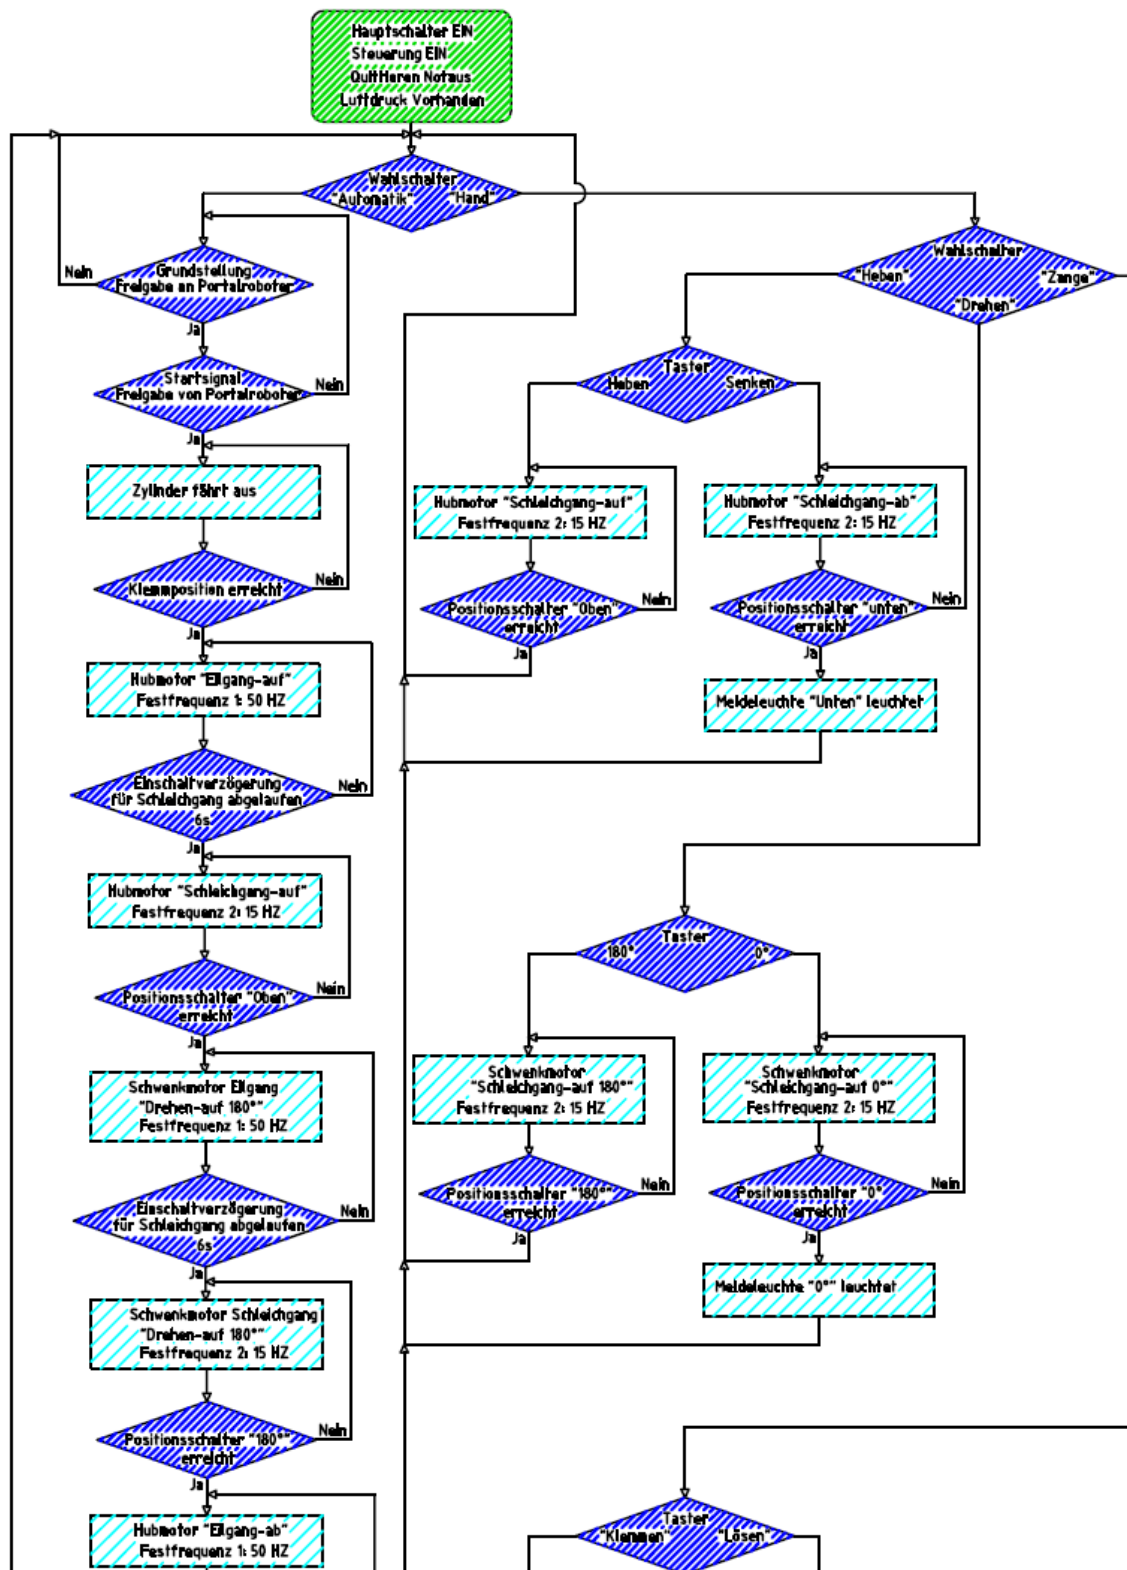 Hauptschalter EIN
Steuerung EIN
Quittieren Notaus
Luftdruck Vorhanden
Wahlschalter
"Automatik" "Hand"
Grundstellung
Freigabe an Portalroboter
Nein
Ja
Startsignal
Freigabe von Portalroboter
Nein
Ja
Zylinder fährt aus
Klemmposition erreicht
Nein
Ja
Hubmotor "Eilgang-auf"
Festfrequenz 1: 50 HZ
Einschaltverzögerung
für Schleichgang abgelaufen
6s
Nein
Ja
Hubmotor "Schleichgang-auf"
Festfrequenz 2: 15 HZ
Positionsschalter "Oben"
erreicht
Nein
Ja
Schwenkmotor Eilgang
"Drehen-auf 180°"
Festfrequenz 1: 50 HZ
Einschaltverzögerung
für Schleichgang abgelaufen
6s
Nein
Ja
Schwenkmotor Schleichgang
"Drehen-auf 180°"
Festfrequenz 2: 15 HZ
Positionsschalter "180°"
erreicht
Nein
Ja
Hubmotor "Eilgang-ab"
Festfrequenz 1: 50 HZ
Wahlschalter
"Heben" "Zange"
"Drehen"
Taster
Heben Senken
Hubmotor "Schleichgang-auf"
Festfrequenz 2: 15 HZ
Positionsschalter "Oben"
erreicht
Nein
Ja
Hubmotor "Schleichgang-ab"
Festfrequenz 2: 15 HZ
Positionsschalter "unten"
erreicht
Nein
Ja
Meldeleuchte "Unten" leuchtet
Taster
180° 0°
Schwenkmotor
"Schleichgang-auf 180°"
Festfrequenz 2: 15 HZ
Positionsschalter "180°"
erreicht
Nein
Ja
Schwenkmotor
"Schleichgang-auf 0°"
Festfrequenz 2: 15 HZ
Positionsschalter "0°
erreicht
Nein
Ja
Meldeleuchte "0°" leuchtet
Taster
"Klemmen" "Lösen"